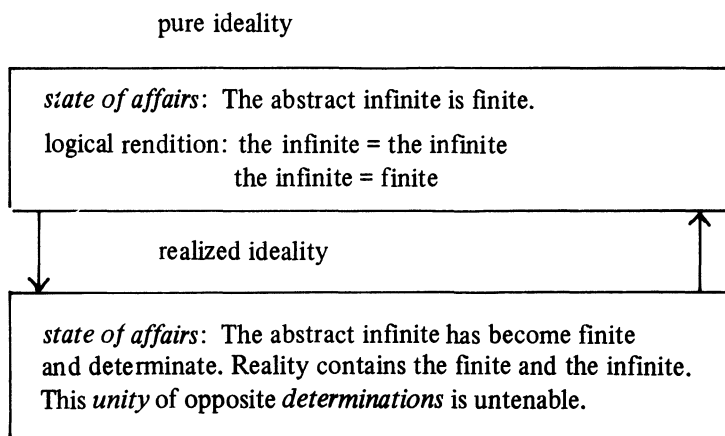 pure ideality
state of affairs: The abstract infinite is finite.
logical rendition: the infinite = the infinite
the infinite = finite
realized ideality
state of affairs: The abstract infinite has become finite
and determinate. Reality contains the finite and the infinite.
This unity of opposite determinations is untenable.